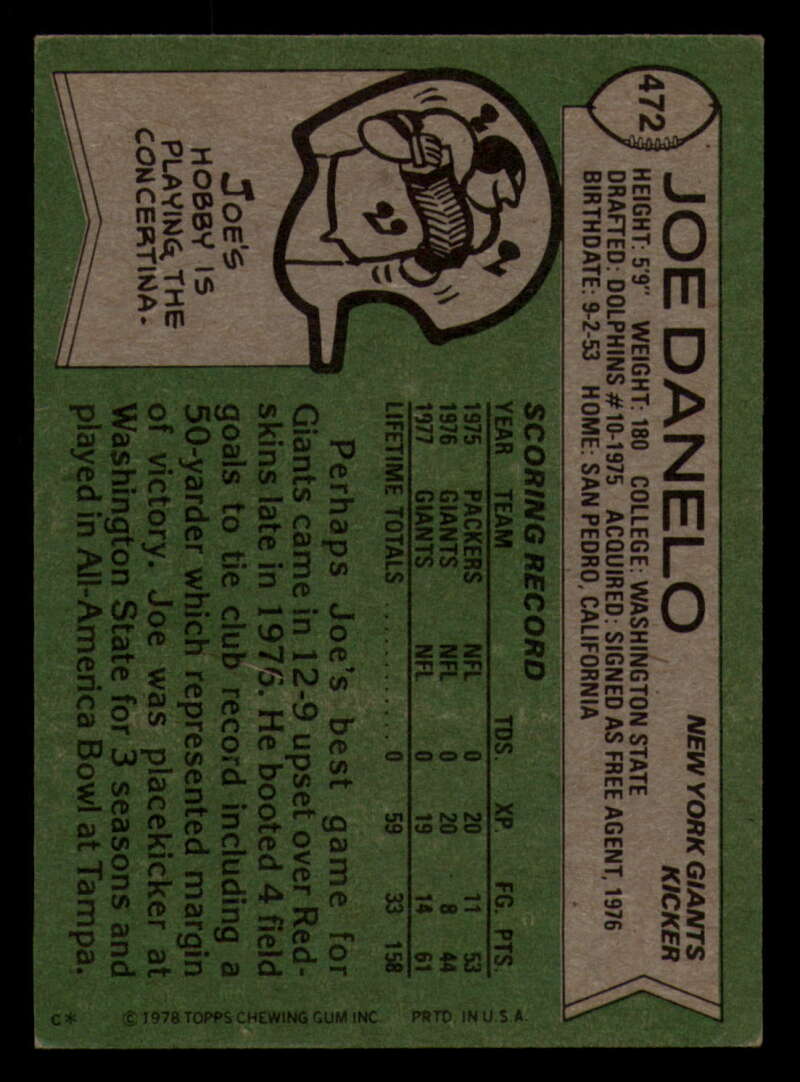 472
JOE DANELO
NEW YORK GIANTS
KICKER
HEIGHT: 5'9" WEIGHT: 180 COLLEGE: WASHINGTON STATE
DRAFTED: DOLPHINS #10-1975 ACQUIRED: SIGNED AS FREE AGENT, 1976
BIRTHDATE: 9-2-53 HOME: SAN PEDRO, CALIFORNIA
JOE'S
HOBBY IS
PLAYING THE
CONCERTINA.
SCORING RECORD
YEAR TEAM TDS. XP. FG. PTS.
1975 PACKERS NFL 0 20 11 53
1976 GIANTS NFL 0 20 8 44
1977 GIANTS NFL 0 19 14 61
LIFETIME TOTALS .......... 0 59 33 158
Perhaps Joe's best game for
Giants came in 12-9 upset over Red-
skins late in 1976. He booted 4 field
goals to tie club record including a
50-yarder which represented margin
of victory. Joe was placekicker at
Washington State for 3 seasons and
played in All-America Bowl at Tampa.
C* © 1978 TOPPS CHEWING GUM INC. PRTD. IN U.S.A.